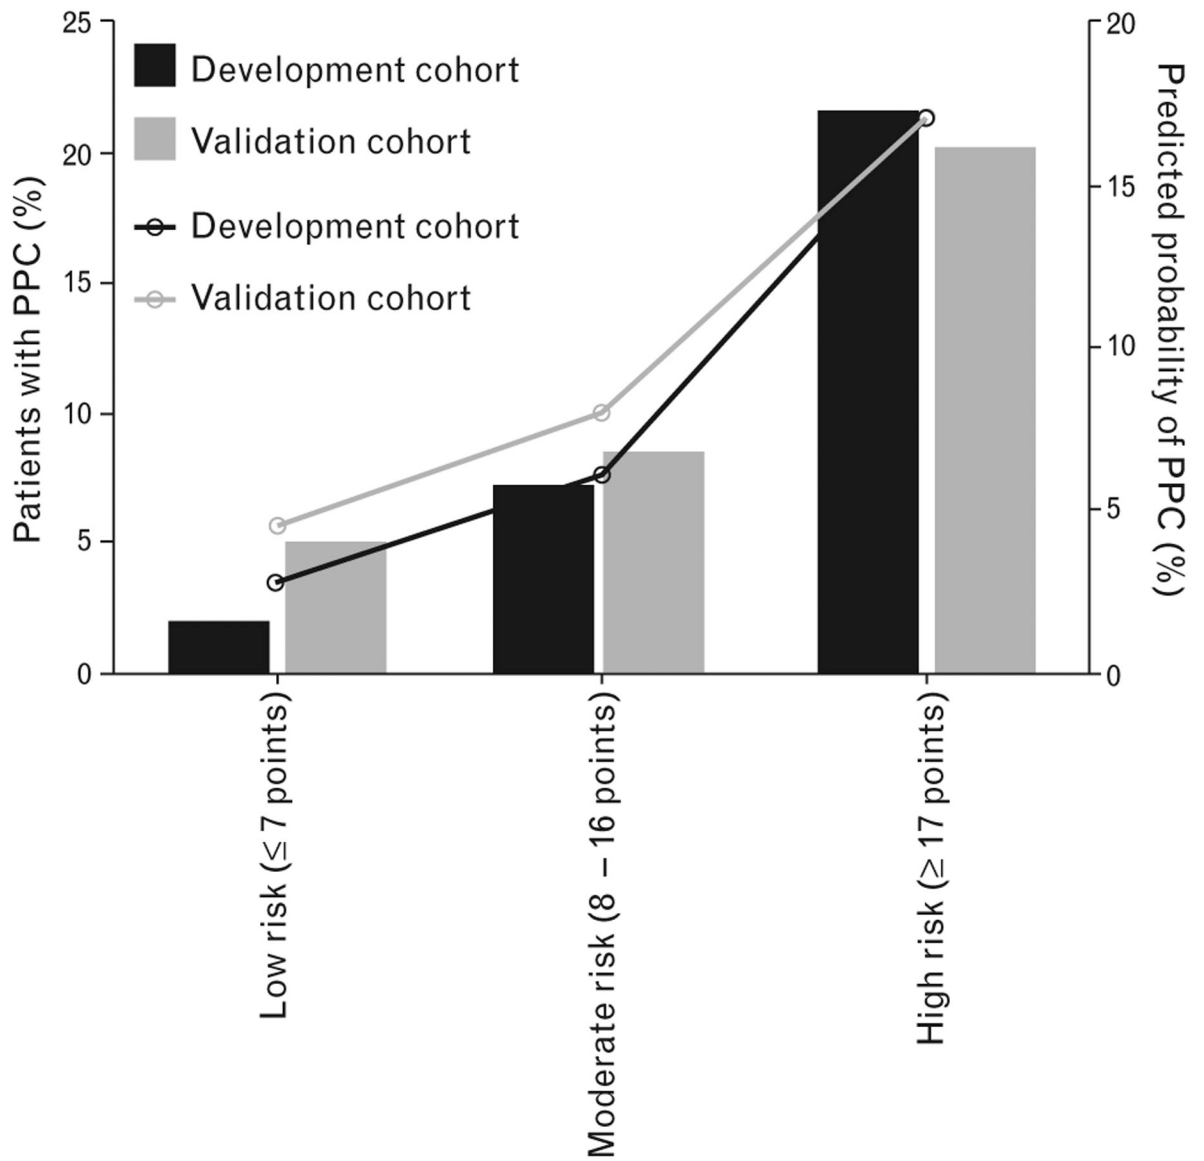 25
20
15
10
5
0
Patients with PPC (%)
Development cohort
Validation cohort
Development cohort
Validation cohort
20
15
10
5
0
Predicted probability of PPC (%)
Low risk (≤ 7 points)
Moderate risk (8 – 16 points)
High risk (≥ 17 points)